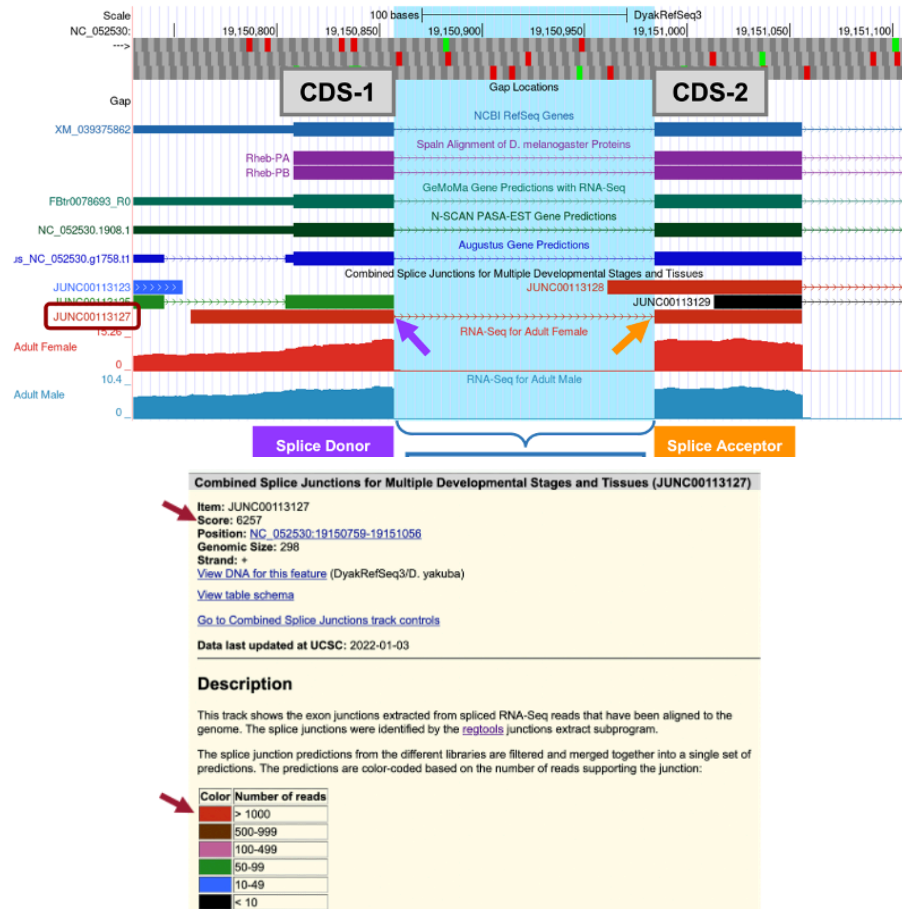 Scale
100 bases
DyakRefSeq3
NC_052530:
19,150,800
19,150,850
19,150,900
19,150,950
19,151,000
19,151,050
19,151,100
--->
Gap Locations
CDS-1
CDS-2
Gap
NCBI RefSeq Genes
XM_039375862
Spaln Alignment of D. melanogaster Proteins
Rheb-PA
Rheb-PB
GeMoMa Gene Predictions with RNA-Seq
FBtr0078693_R0
N-SCAN PASA-EST Gene Predictions
NC_052530.1908.1
Augustus Gene Predictions
us_NC_052530.g1758.t1
Combined Splice Junctions for Multiple Developmental Stages and Tissues
JUNC00113123
JUNC00113128
JUNC00113129
JUNC00113127
15.26 _
RNA-Seq for Adult Female
Adult Female
0 _
10.4 _
RNA-Seq for Adult Male
Adult Male
0 _
Splice Donor
Splice Acceptor
Combined Splice Junctions for Multiple Developmental Stages and Tissues (JUNC00113127)
Item: JUNC00113127
Score: 6257
Position: NC_052530:19150759-19151056
Genomic Size: 298
Strand: +
View DNA for this feature (DyakRefSeq3/D. yakuba)
View table schema
Go to Combined Splice Junctions track controls
Data last updated at UCSC: 2022-01-03
Description
This track shows the exon junctions extracted from spliced RNA-Seq reads that have been aligned to the
genome. The splice junctions were identified by the regtools junctions extract subprogram.
The splice junction predictions from the different libraries are filtered and merged together into a single set of
predictions. The predictions are color-coded based on the number of reads supporting the junction:
Color Number of reads
> 1000
500-999
100-499
50-99
10-49
< 10